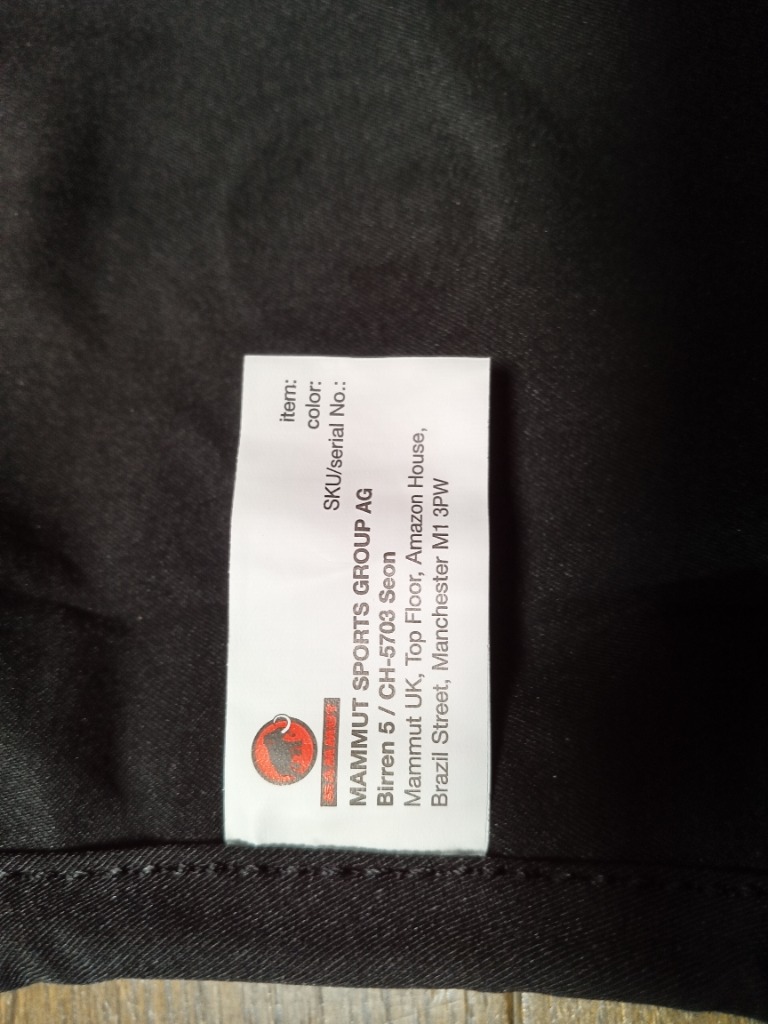 item:
color:
SKU/serial No.:
MAMMUT
MAMMUT SPORTS GROUP AG
Birren 5 / CH-5703 Seon
Mammut UK, Top Floor, Amazon House,
Brazil Street, Manchester M1 3PW